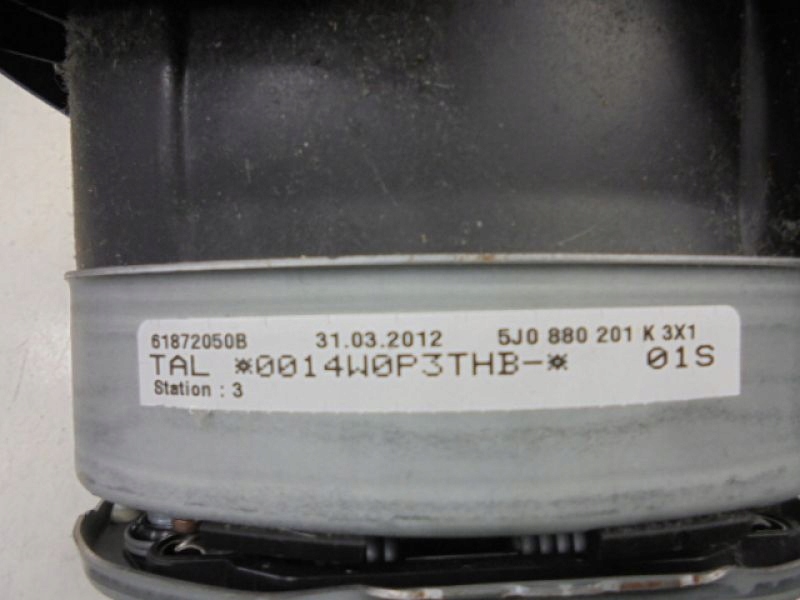 61872050B 31.03.2012 5J0 880 201 K 3X1
TAL *0014W0P3THB-* 01S
Station : 3